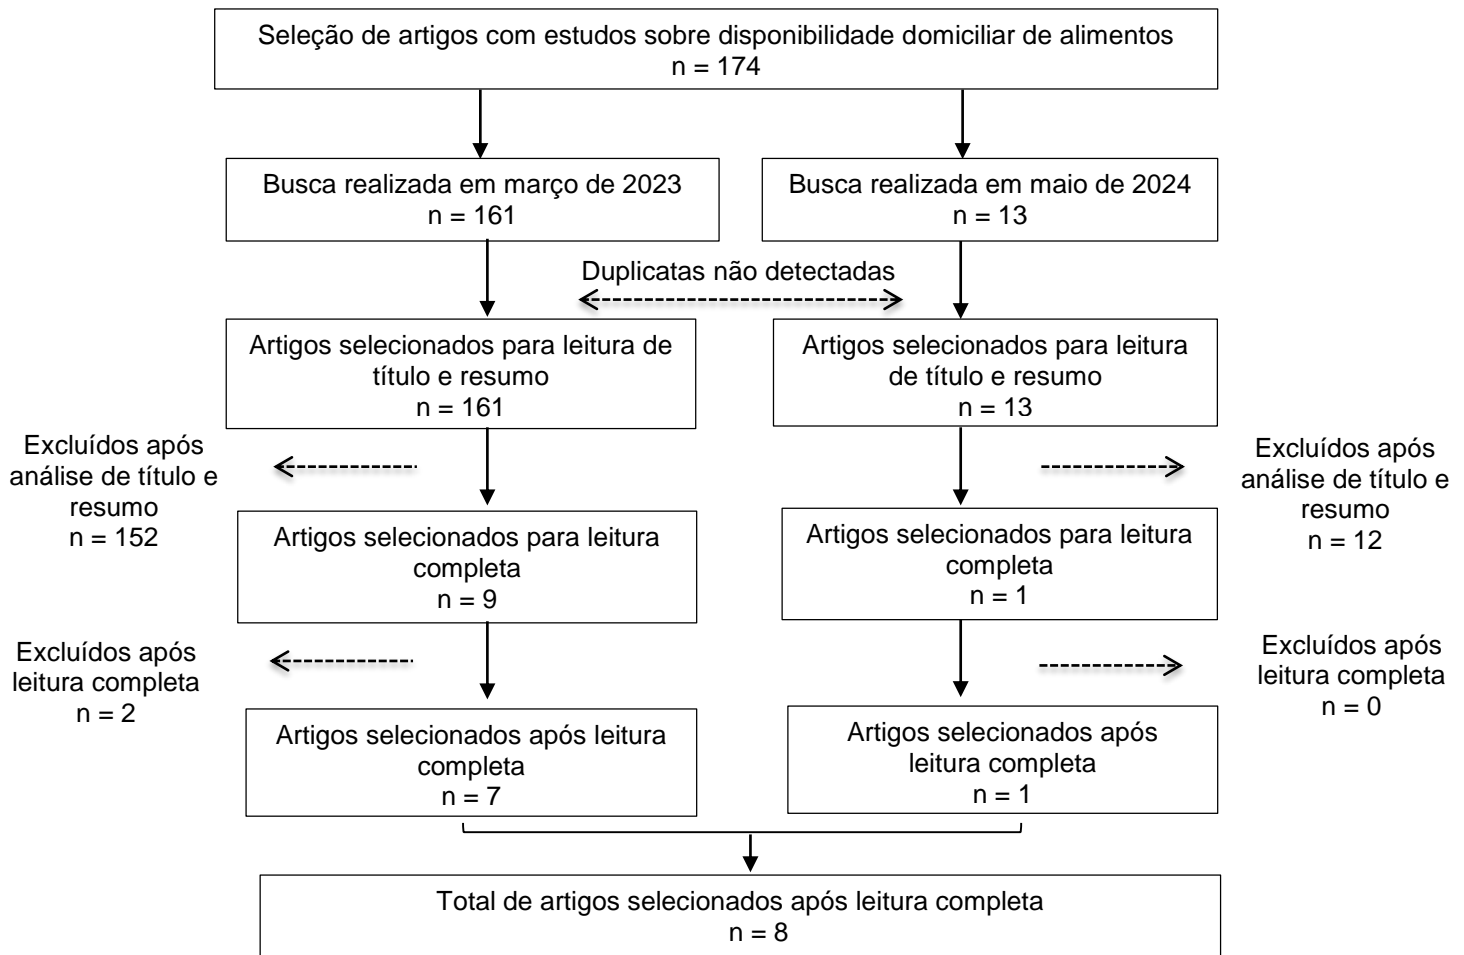 Seleção de artigos com estudos sobre disponibilidade domiciliar de alimentos
n = 174
Busca realizada em março de 2023
n = 161
Busca realizada em maio de 2024
n = 13
Duplicatas não detectadas
Artigos selecionados para leitura de
título e resumo
n = 161
Artigos selecionados para leitura
de título e resumo
n = 13
Excluídos após
análise de título e
resumo
n = 152
Excluídos após
análise de título e
resumo
n = 12
Artigos selecionados para leitura
completa
n = 9
Artigos selecionados para leitura
completa
n = 1
Excluídos após
leitura completa
n = 2
Excluídos após
leitura completa
n = 0
Artigos selecionados após leitura
completa
n = 7
Artigos selecionados após
leitura completa
n = 1
Total de artigos selecionados após leitura completa
n = 8